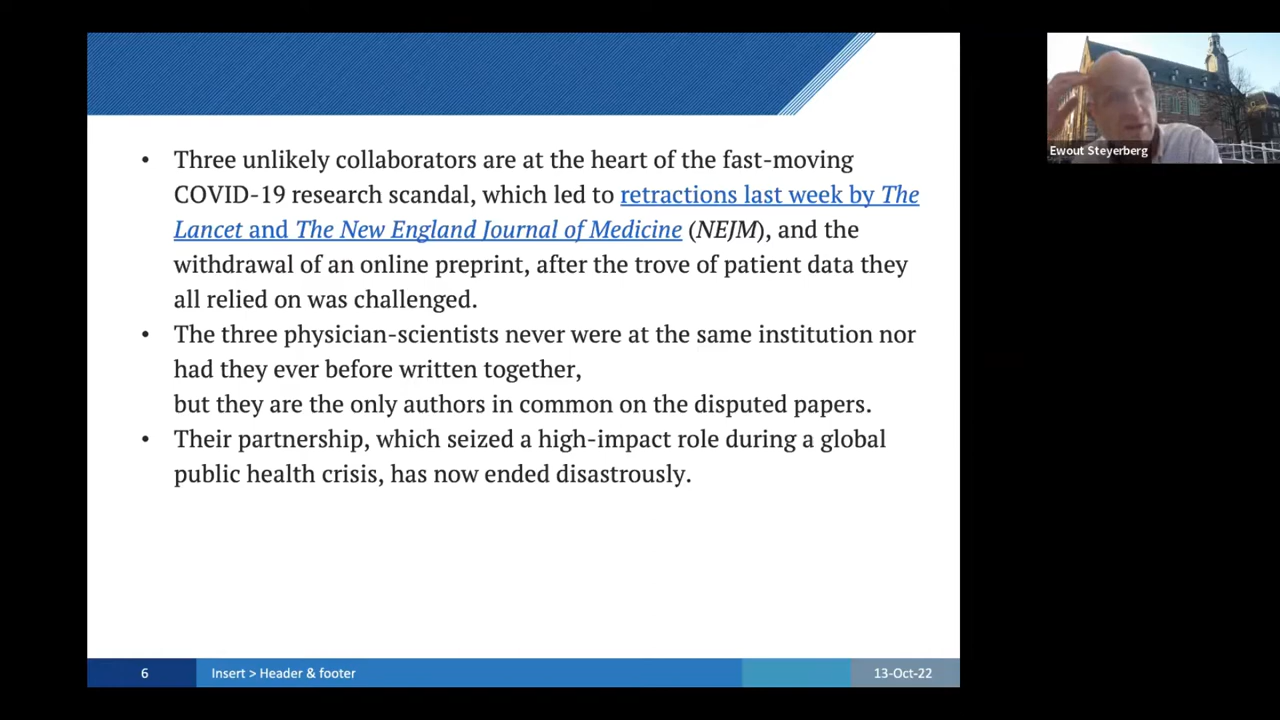 • Three unlikely collaborators are at the heart of the fast-moving
COVID-19 research scandal, which led to retractions last week by The
Lancet and The New England Journal of Medicine (NEJM), and the
withdrawal of an online preprint, after the trove of patient data they
all relied on was challenged.
• The three physician-scientists never were at the same institution nor
had they ever before written together,
but they are the only authors in common on the disputed papers.
• Their partnership, which seized a high-impact role during a global
public health crisis, has now ended disastrously.
6
Insert > Header & footer
13-Oct-22
Ewout Steyerberg